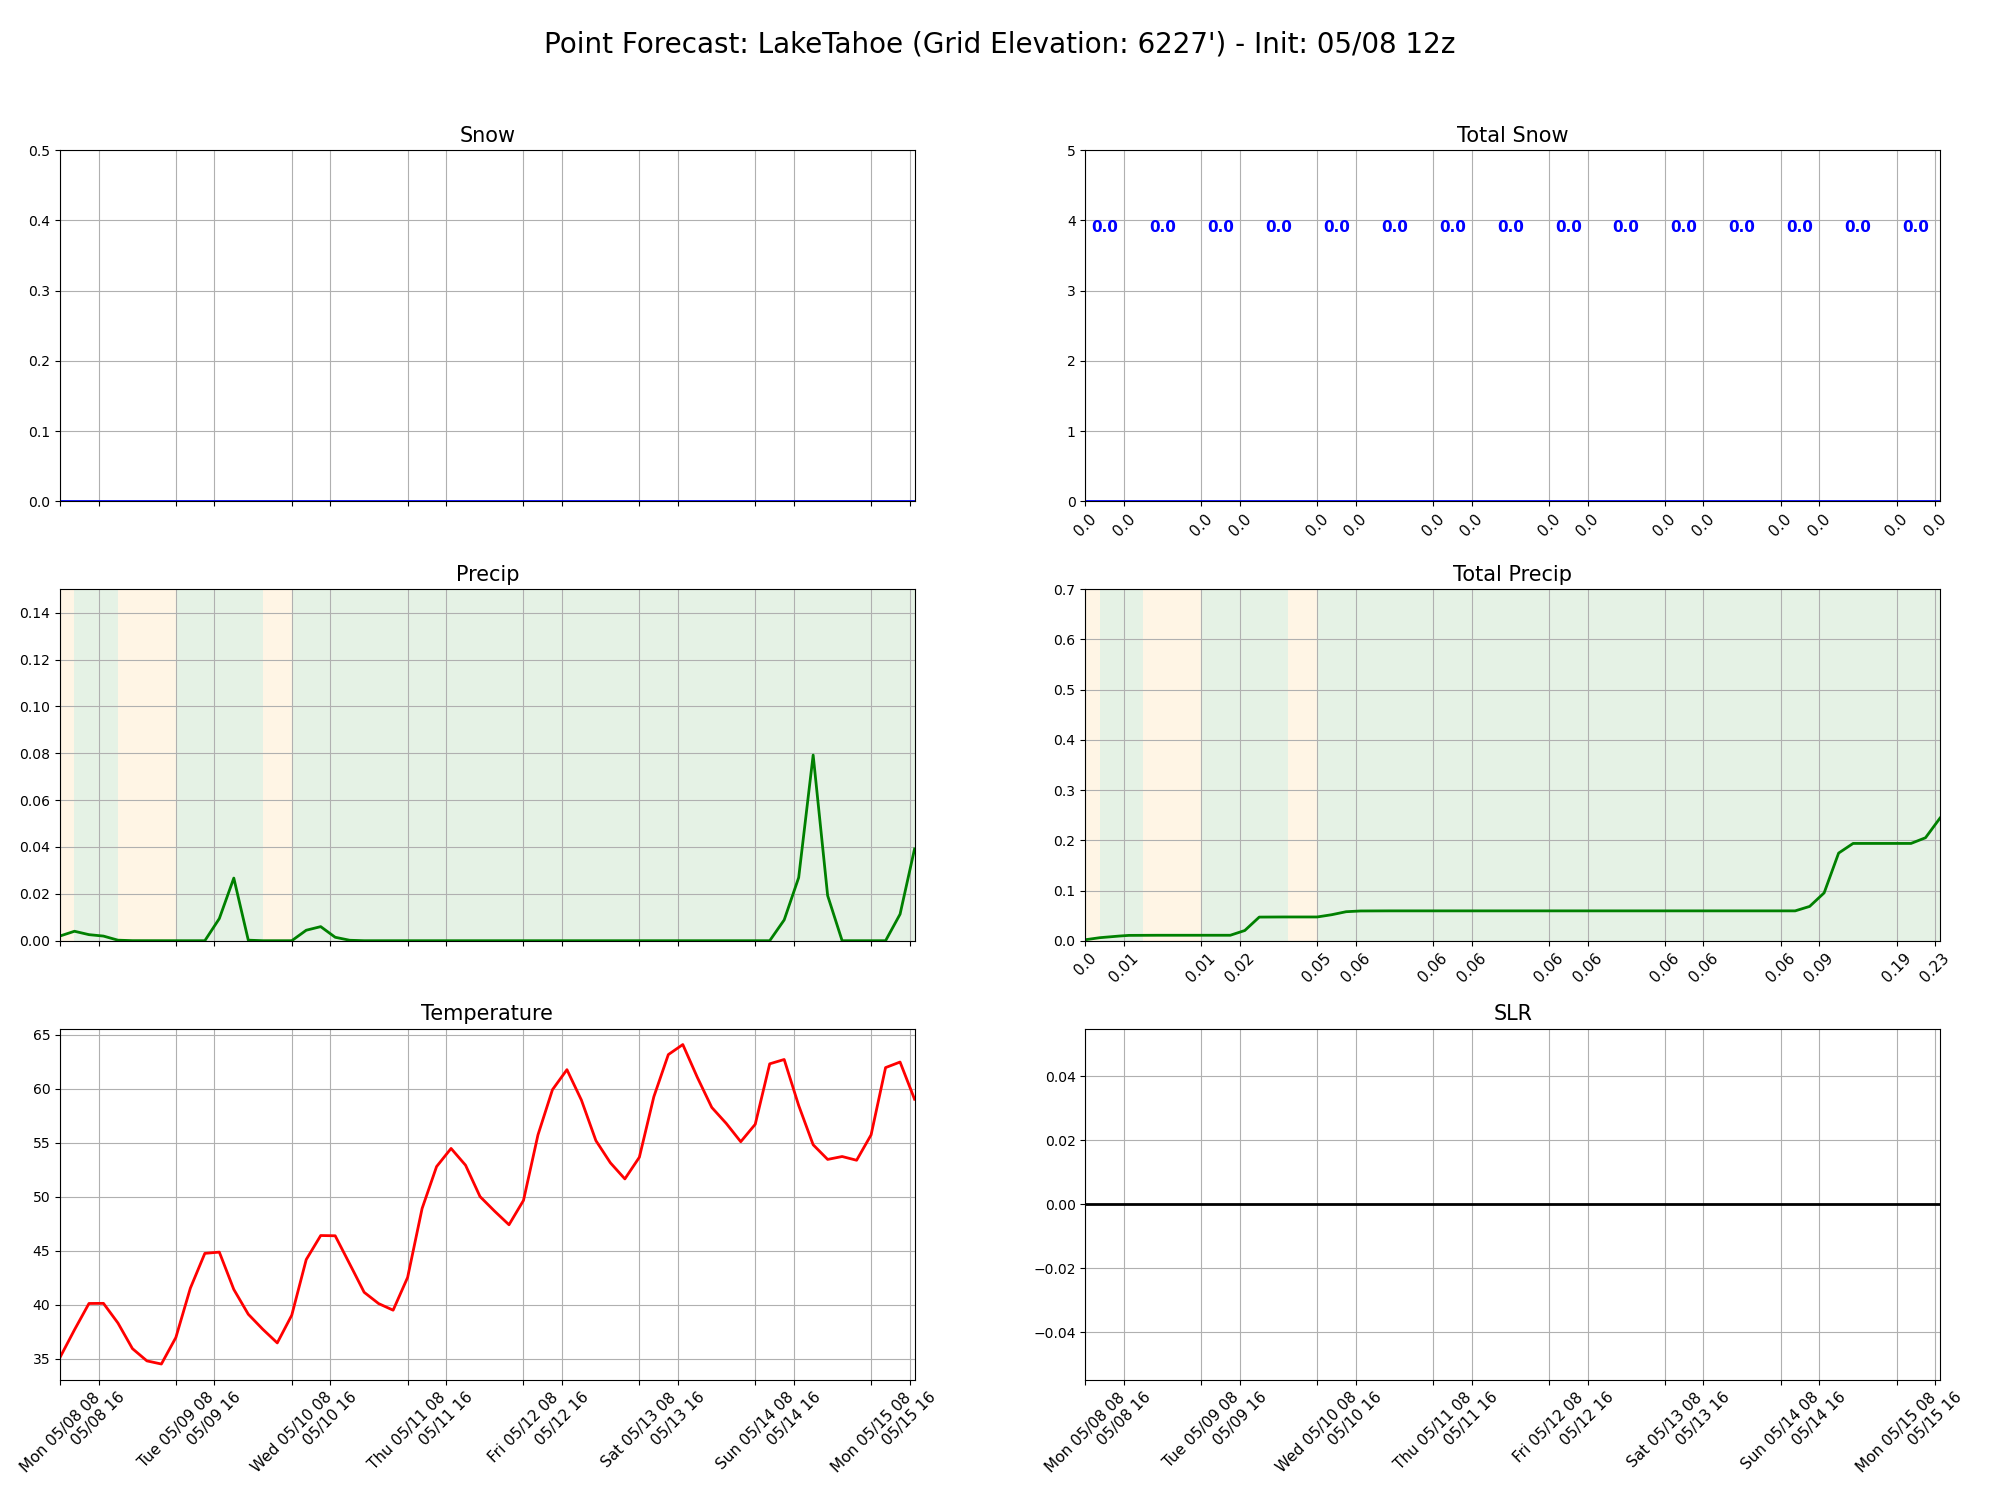 Point Forecast: LakeTahoe (Grid Elevation: 6227') - Init: 05/08 12z
Snow
0.5
0.4
0.3
0.2
0.1
0.0
Total Snow
5
4
3
2
1
0
0.0 0.0 0.0 0.0 0.0 0.0 0.0 0.0 0.0 0.0 0.0 0.0 0.0 0.0 0.0
0.0 0.0 0.0 0.0 0.0 0.0 0.0 0.0 0.0 0.0 0.0 0.0 0.0 0.0 0.0 0.0
Precip
0.14
0.12
0.10
0.08
0.06
0.04
0.02
0.00
Total Precip
0.7
0.6
0.5
0.4
0.3
0.2
0.1
0.0
0.0 0.01 0.01 0.02 0.05 0.06 0.06 0.06 0.06 0.06 0.06 0.06 0.06 0.09 0.19 0.23
Temperature
65
60
55
50
45
40
35
Mon 05/08 08
05/08 16
Tue 05/09 08
05/09 16
Wed 05/10 08
05/10 16
Thu 05/11 08
05/11 16
Fri 05/12 08
05/12 16
Sat 05/13 08
05/13 16
Sun 05/14 08
05/14 16
Mon 05/15 08
05/15 16
SLR
0.04
0.02
0.00
−0.02
−0.04
Mon 05/08 08
05/08 16
Tue 05/09 08
05/09 16
Wed 05/10 08
05/10 16
Thu 05/11 08
05/11 16
Fri 05/12 08
05/12 16
Sat 05/13 08
05/13 16
Sun 05/14 08
05/14 16
Mon 05/15 08
05/15 16